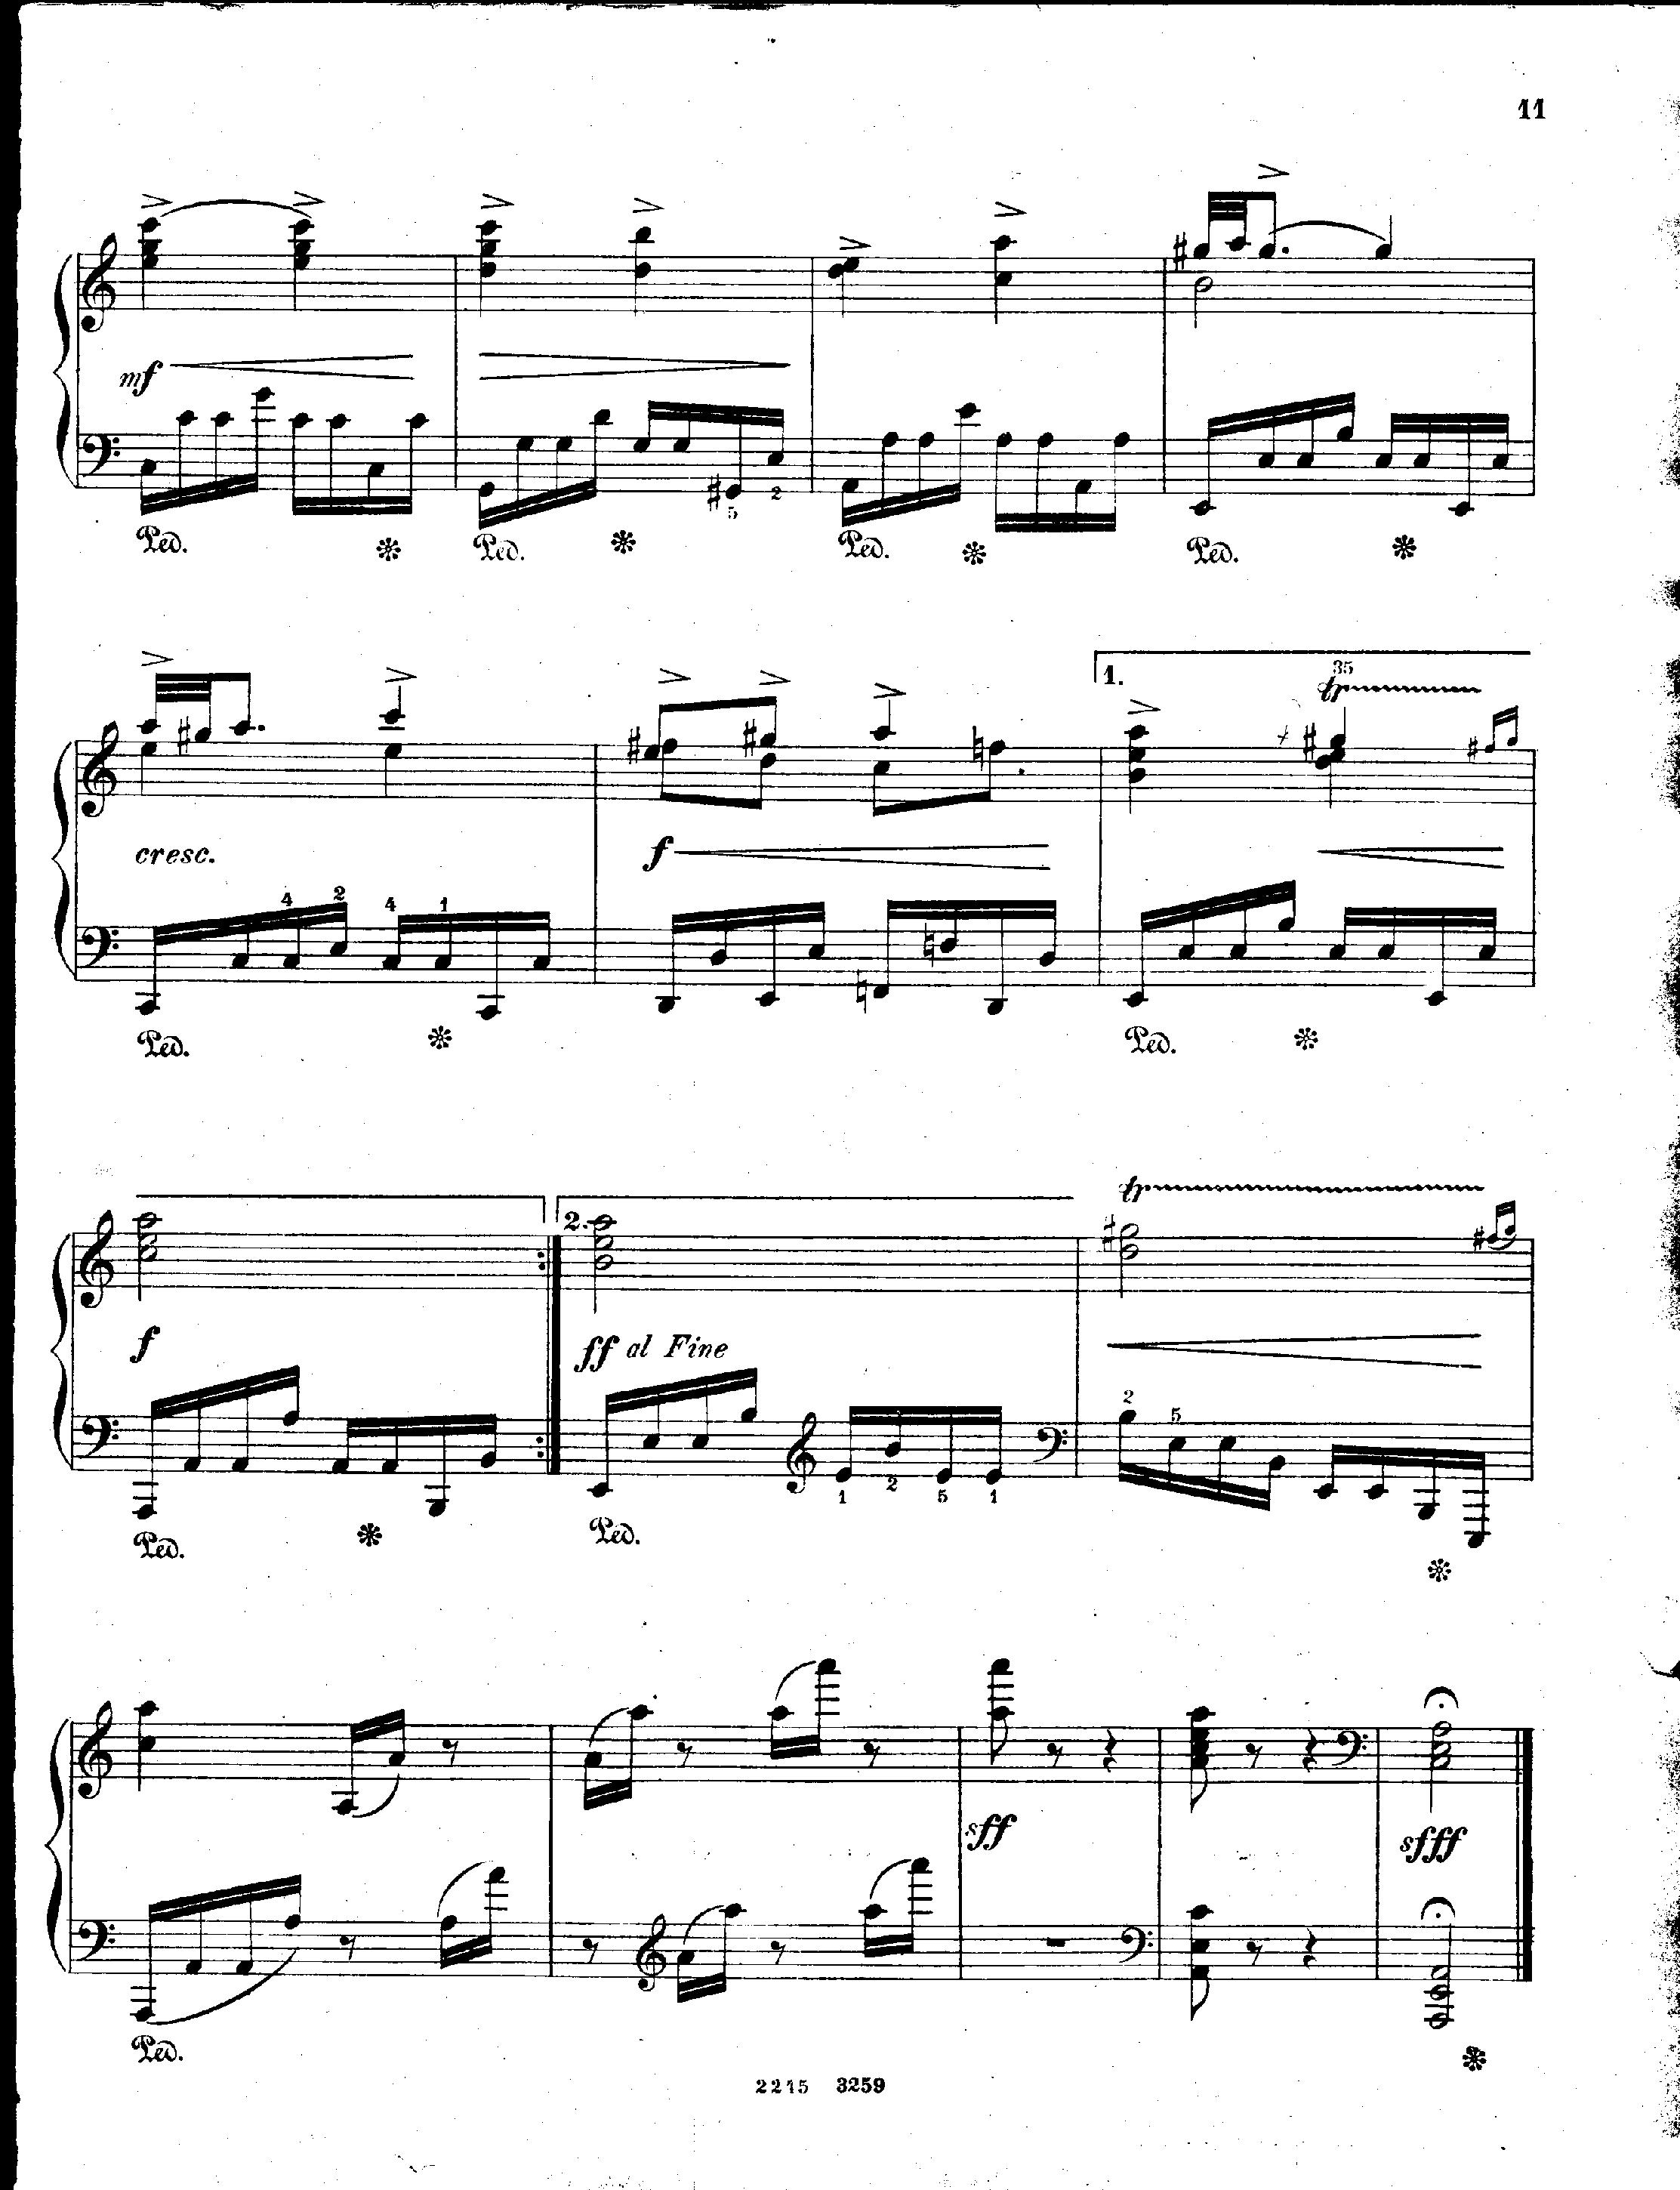 11
mf
5 2
Ped. Ped. Ped. Ped.
1. 35
tr
cresc. f
4 2 4 1
Ped. Ped.
tr
2.
f ff al Fine
2 5
1 2 5 1
Ped. Ped.
sff sfff
Ped.
2215 3259